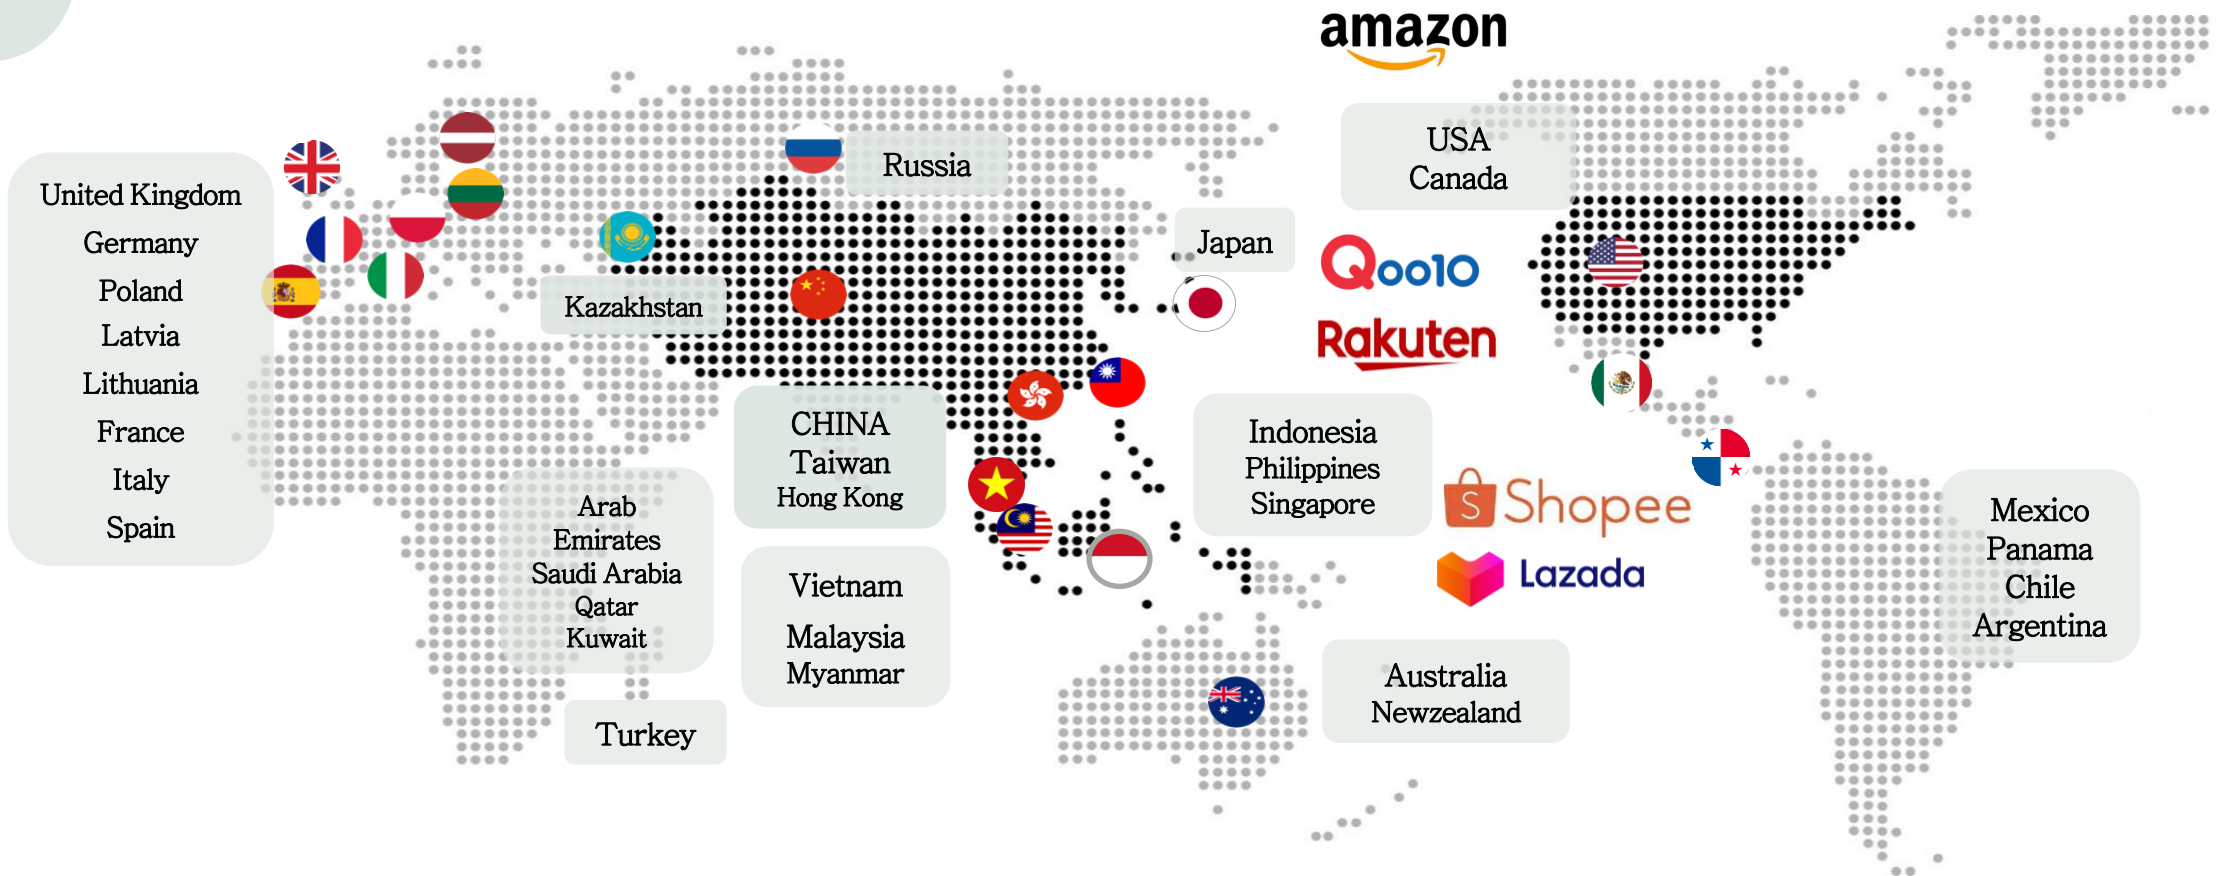 amazon
USA
Canada
Russia
United Kingdom
Germany
Poland
Latvia
Lithuania
France
Italy
Spain
Japan
Qoo10
Kazakhstan
Rakuten
CHINA
Taiwan
Hong Kong
Indonesia
Philippines
Singapore
S Shopee
Lazada
Arab
Emirates
Saudi Arabia
Qatar
Kuwait
Vietnam
Malaysia
Myanmar
Mexico
Panama
Chile
Argentina
Australia
Newzealand
Turkey